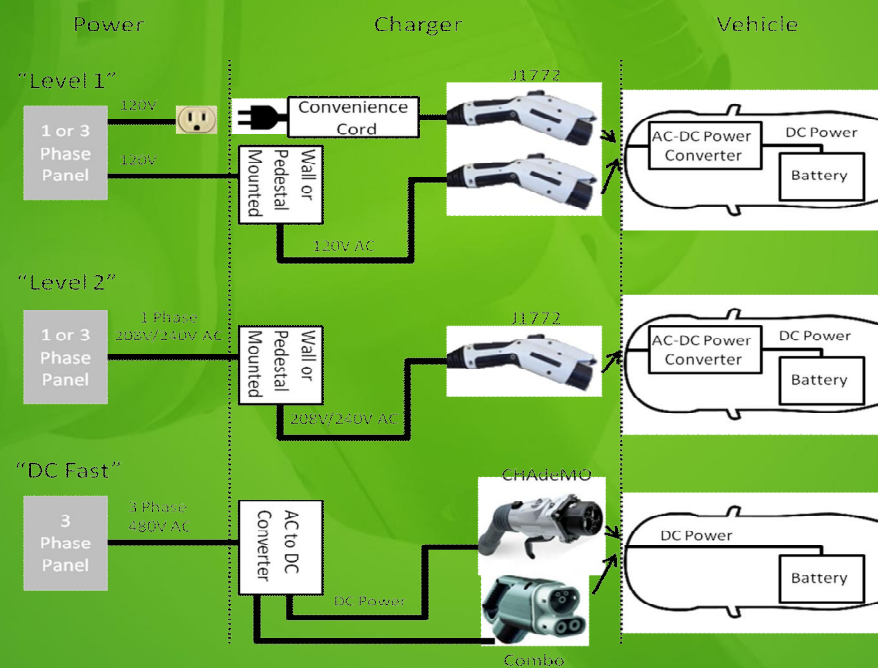 Power
Charger
Vehicle
"Level 1"
120V
1 or 3
Phase
Panel
120V
Convenience
Cord
Wall or
Pedestal
Mounted
120V AC
J1772
AC-DC Power
Converter
DC Power
Battery
"Level 2"
1 or 3
Phase
Panel
1 Phase
208V/240V AC
Wall or
Pedestal
Mounted
208V/240V AC
J1772
AC-DC Power
Converter
DC Power
Battery
"DC Fast"
3
Phase
Panel
3 Phase
480V AC
AC to DC
Converter
DC Power
CHAdeMO
Combo
DC Power
Battery